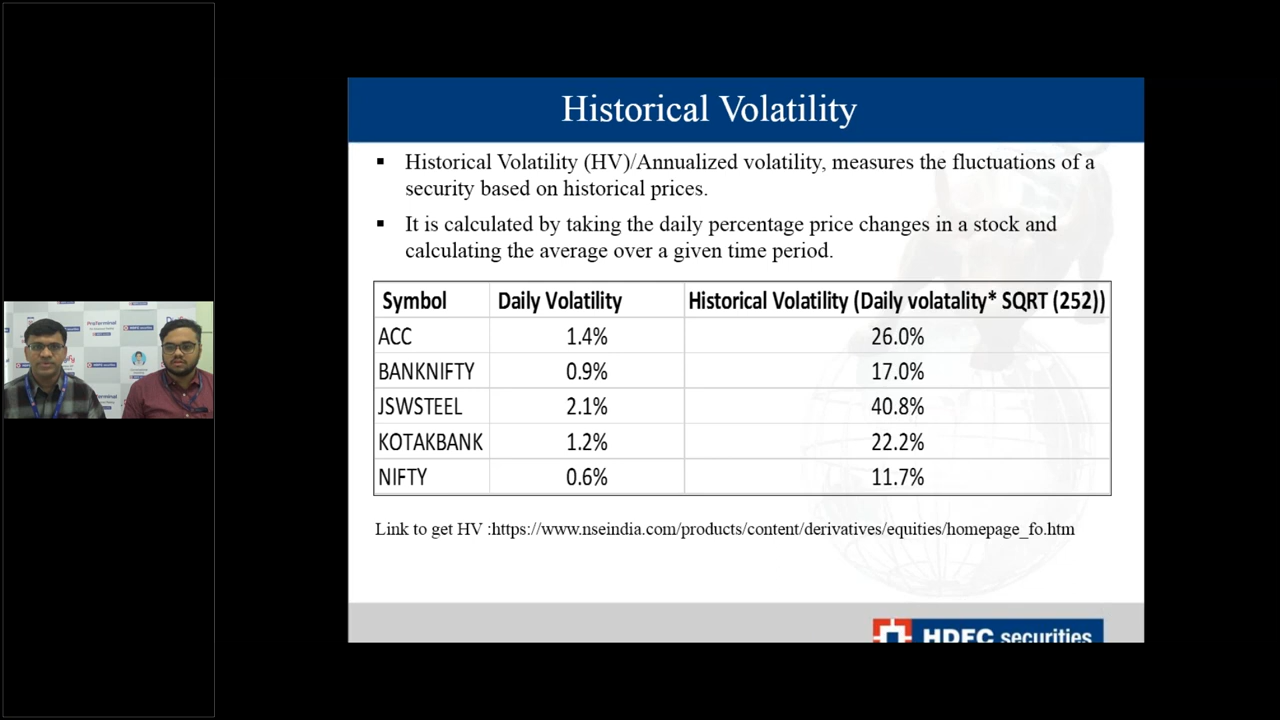 Historical Volatility
▪ Historical Volatility (HV)/Annualized volatility, measures the fluctuations of a
security based on historical prices.
▪ It is calculated by taking the daily percentage price changes in a stock and
calculating the average over a given time period.
Symbol Daily Volatility Historical Volatility (Daily volatality* SQRT (252))
ACC 1.4% 26.0%
BANKNIFTY 0.9% 17.0%
JSWSTEEL 2.1% 40.8%
KOTAKBANK 1.2% 22.2%
NIFTY 0.6% 11.7%
Link to get HV :https://www.nseindia.com/products/content/derivatives/equities/homepage_fo.htm
HDFC securities